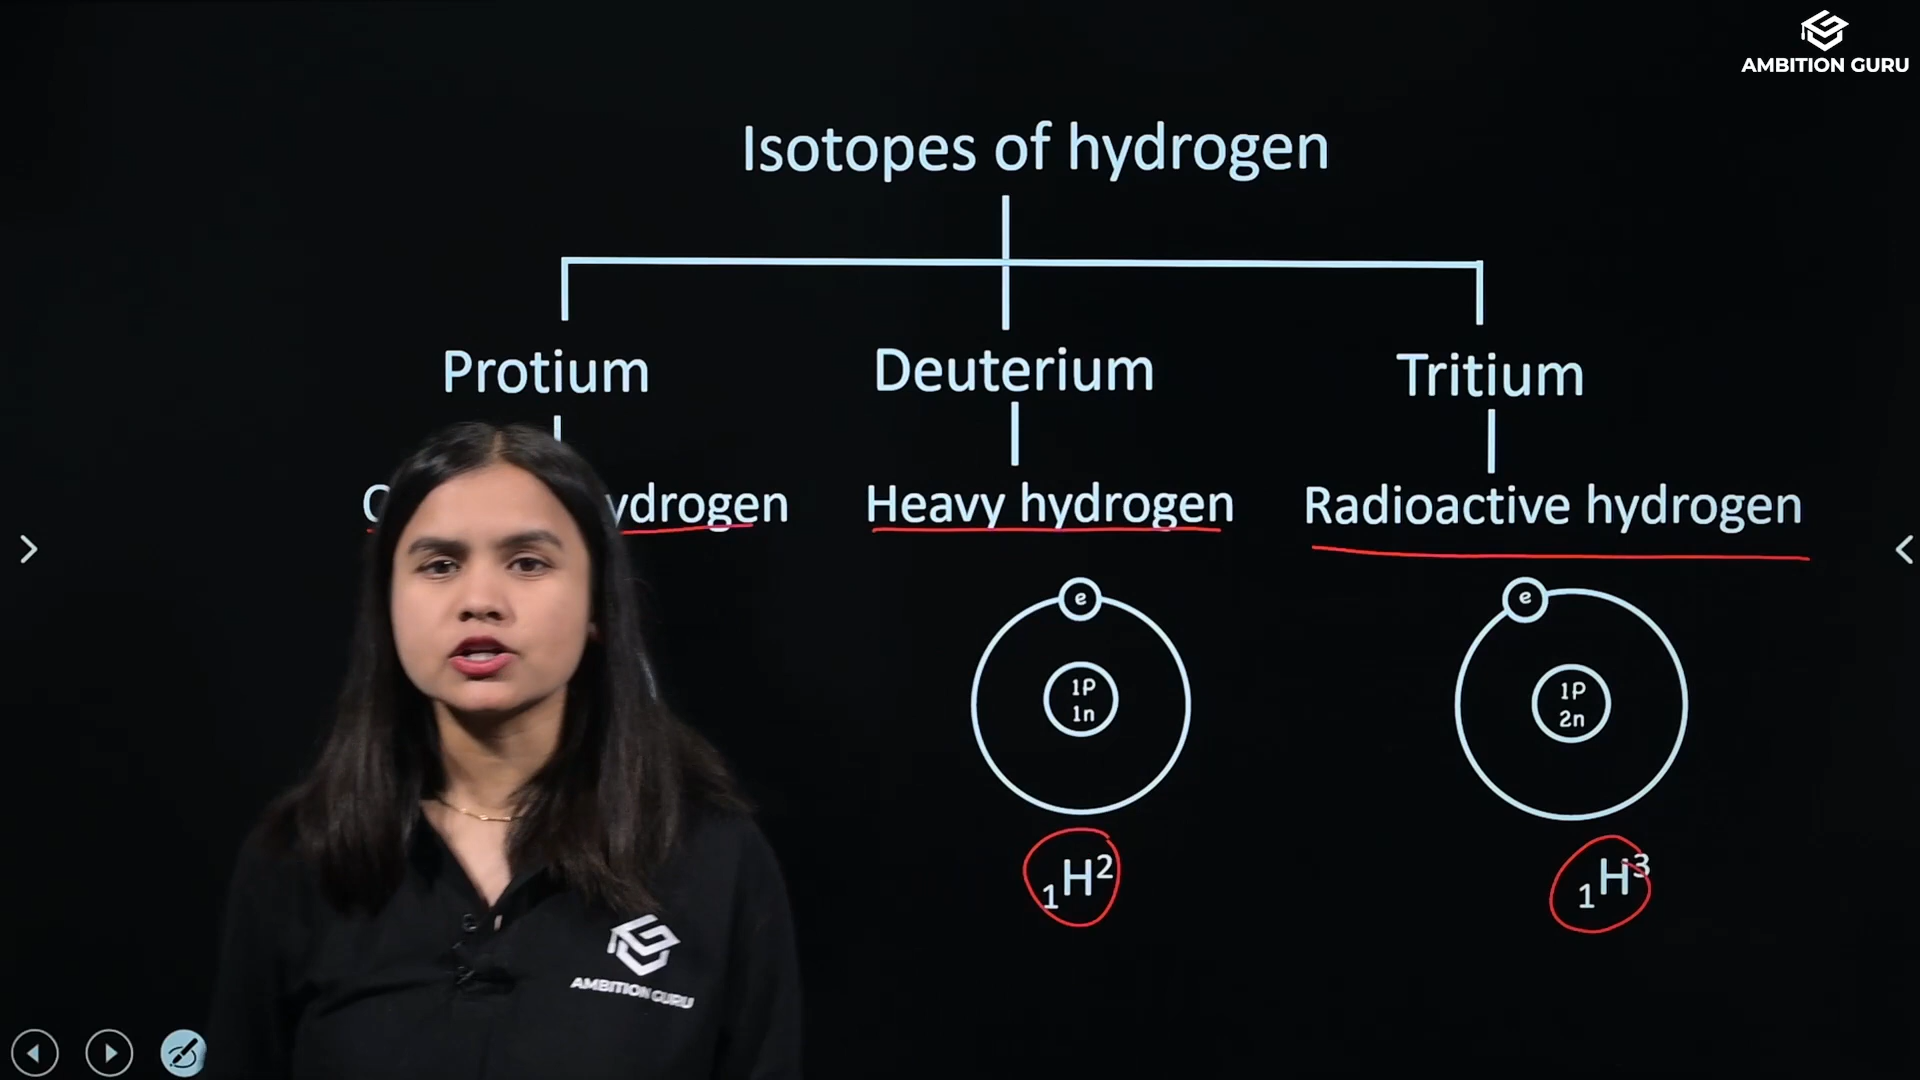 AMBITION GURU
Isotopes of hydrogen
Protium
Deuterium
Tritium
Heavy hydrogen
Radioactive hydrogen
e
1P
1n
e
1P
2n
₁H²
₁H³
AMBITION GURU